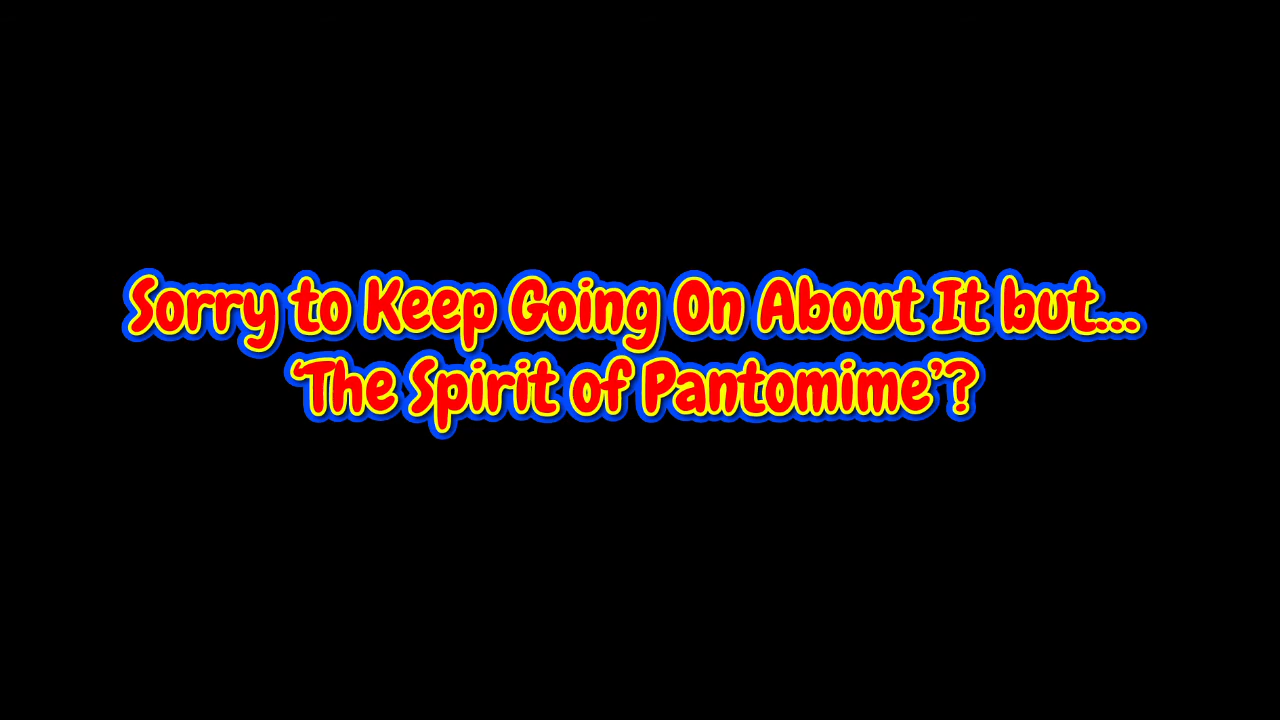 Sorry to Keep Going On About It but...
‘The Spirit of Pantomime’?